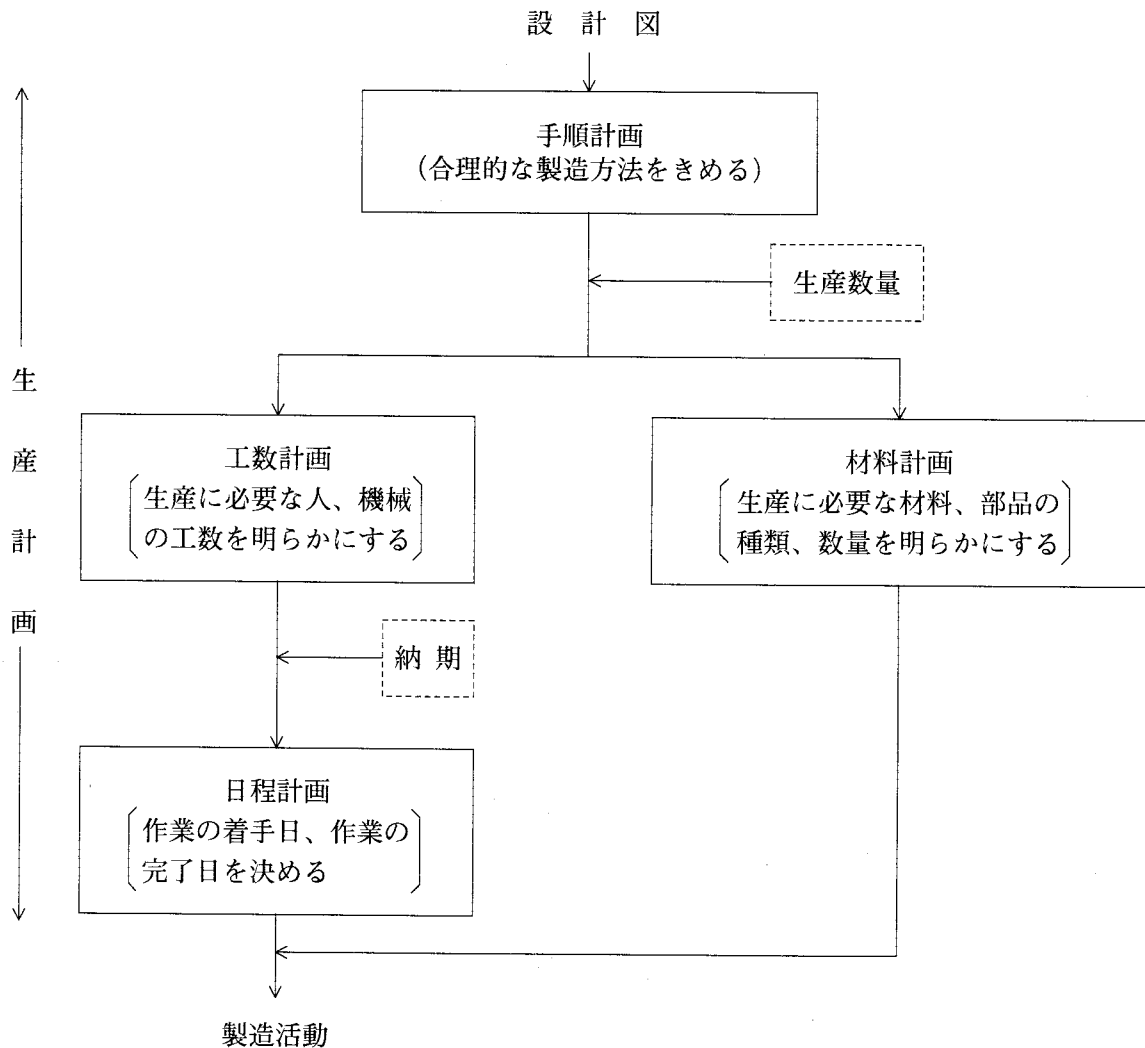 設計図
手順計画
（合理的な製造方法をきめる）
生産数量
生産計画
工数計画
生産に必要な人、機械
の工数を明らかにする
材料計画
生産に必要な材料、部品の
種類、数量を明らかにする
納期
日程計画
作業の着手日、作業の
完了日を決める
製造活動